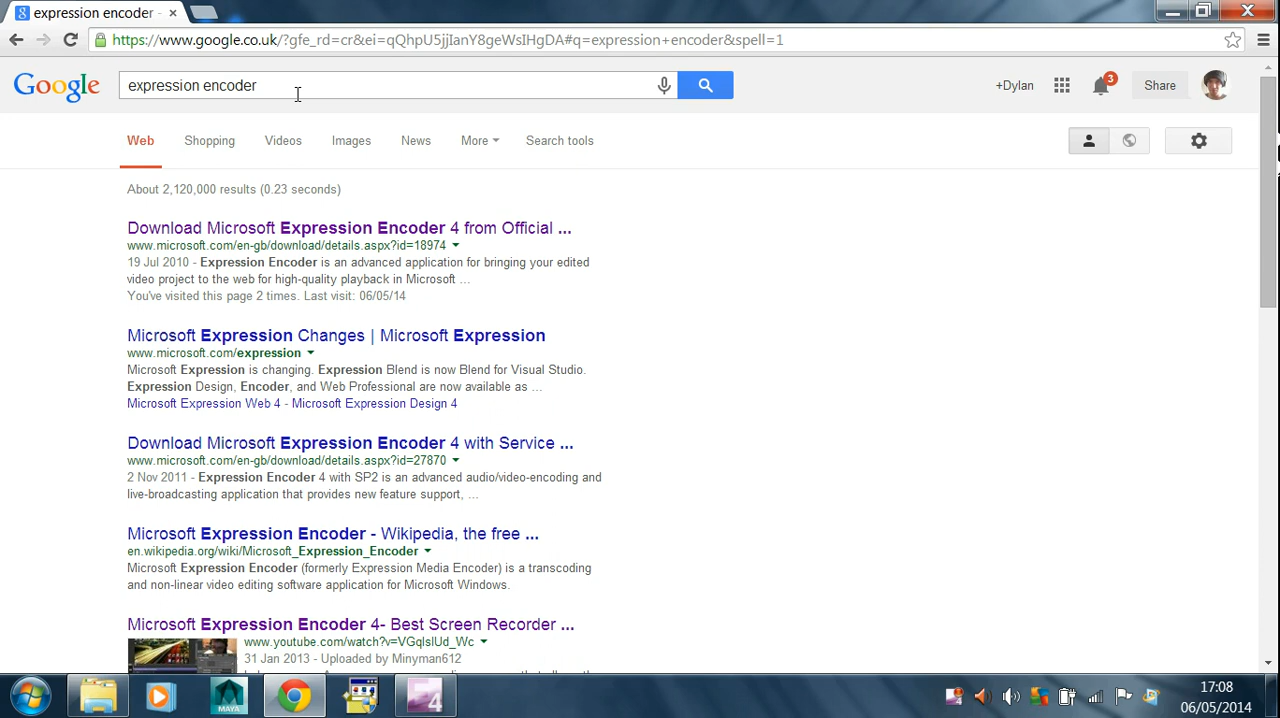 expression encoder -
https://www.google.co.uk/?gfe_rd=cr&ei=qQhpU5jjIanY8geWsIHgDA#q=expression+encoder&spell=1
Google
expression encoder
+Dylan
3
Share
Web Shopping Videos Images News More Search tools
About 2,120,000 results (0.23 seconds)
Download Microsoft Expression Encoder 4 from Official ...
www.microsoft.com/en-gb/download/details.aspx?id=18974
19 Jul 2010 - Expression Encoder is an advanced application for bringing your edited
video project to the web for high-quality playback in Microsoft ...
You've visited this page 2 times. Last visit: 06/05/14
Microsoft Expression Changes | Microsoft Expression
www.microsoft.com/expression
Microsoft Expression is changing. Expression Blend is now Blend for Visual Studio.
Expression Design, Encoder, and Web Professional are now available as ...
Microsoft Expression Web 4 - Microsoft Expression Design 4
Download Microsoft Expression Encoder 4 with Service ...
www.microsoft.com/en-gb/download/details.aspx?id=27870
2 Nov 2011 - Expression Encoder 4 with SP2 is an advanced audio/video-encoding and
live-broadcasting application that provides new feature support, ...
Microsoft Expression Encoder - Wikipedia, the free ...
en.wikipedia.org/wiki/Microsoft_Expression_Encoder
Microsoft Expression Encoder (formerly Expression Media Encoder) is a transcoding
and non-linear video editing software application for Microsoft Windows.
Microsoft Expression Encoder 4- Best Screen Recorder ...
www.youtube.com/watch?v=VGqlsIUd_Wc
31 Jan 2013 - Uploaded by Minyman612
MAYA
4
17:08
06/05/2014